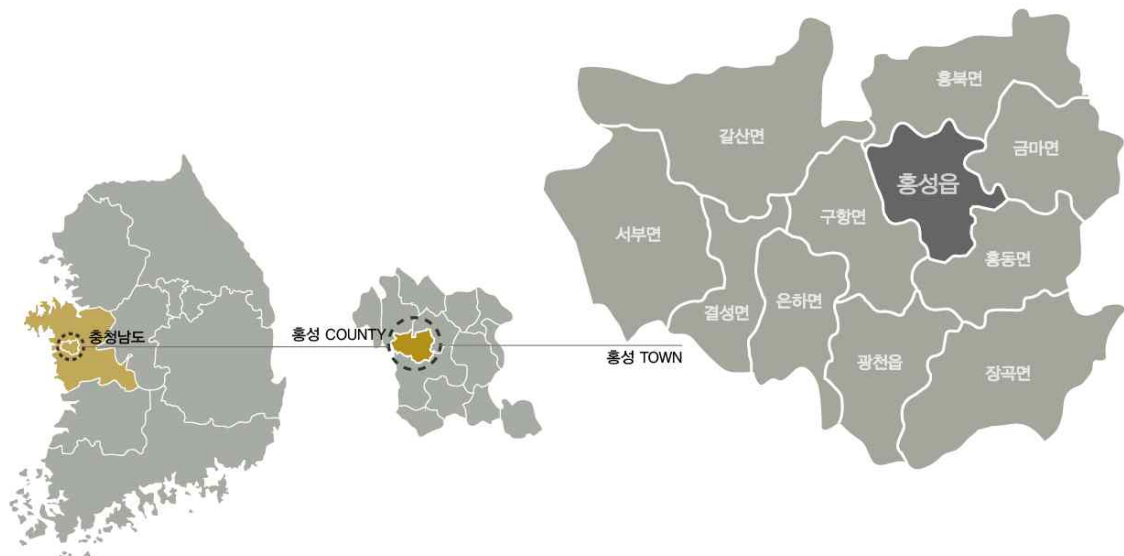 충청남도
홍성 COUNTY
홍성 TOWN
홍북면
갈산면
금마면
홍성읍
구항면
서부면
홍동면
은하면
결성면
광천읍
장곡면